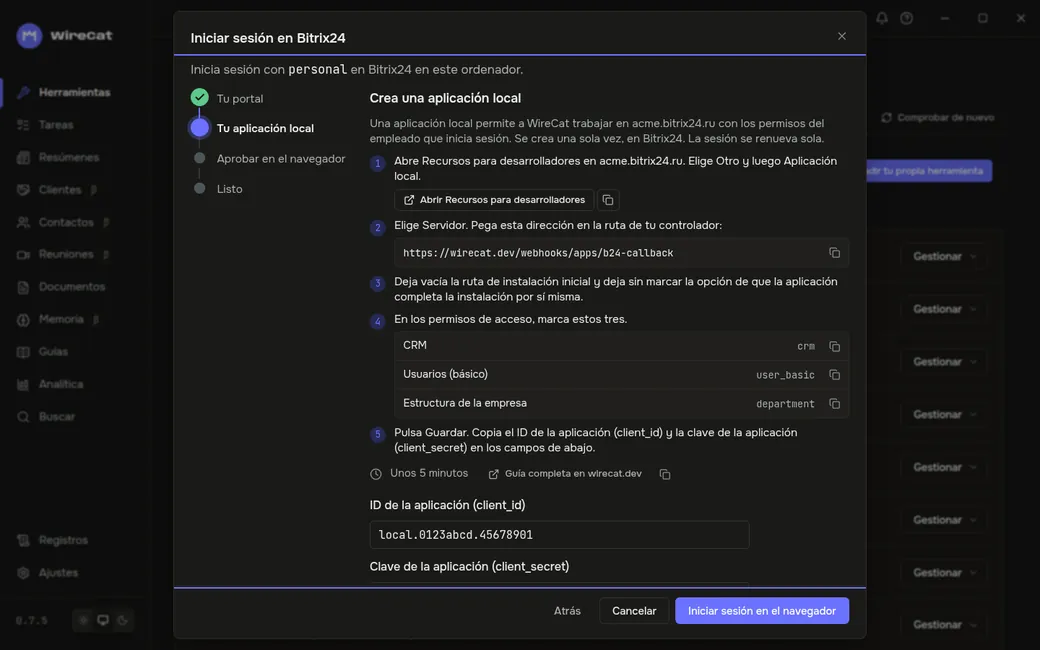 wirecat
Herramientas
Tareas
Resúmenes
Clientes β
Contactos β
Reuniones β
Documentos
Memoria β
Guías
Analítica
Buscar
Registros
Ajustes
0.7.5
Iniciar sesión en Bitrix24
Inicia sesión con personal en Bitrix24 en este ordenador.
Tu portal
Tu aplicación local
Aprobar en el navegador
Listo
Crea una aplicación local
Una aplicación local permite a WireCat trabajar en acme.bitrix24.ru con los permisos del
empleado que inicia sesión. Se crea una sola vez, en Bitrix24. La sesión se renueva sola.
1 Abre Recursos para desarrolladores en acme.bitrix24.ru. Elige Otro y luego Aplicación
local.
Abrir Recursos para desarrolladores
2 Elige Servidor. Pega esta dirección en la ruta de tu controlador:
https://wirecat.dev/webhooks/apps/b24-callback
3 Deja vacía la ruta de instalación inicial y deja sin marcar la opción de que la aplicación
completa la instalación por sí misma.
4 En los permisos de acceso, marca estos tres.
CRM crm
Usuarios (básico) user_basic
Estructura de la empresa department
5 Pulsa Guardar. Copia el ID de la aplicación (client_id) y la clave de la aplicación
(client_secret) en los campos de abajo.
Unos 5 minutos Guía completa en wirecat.dev
ID de la aplicación (client_id)
local.0123abcd.45678901
Clave de la aplicación (client_secret)
Atrás Cancelar Iniciar sesión en el navegador
Comprobar de nuevo
tu propia herramienta
Gestionar
Gestionar
Gestionar
Gestionar
Gestionar
Gestionar
Gestionar
Gestionar